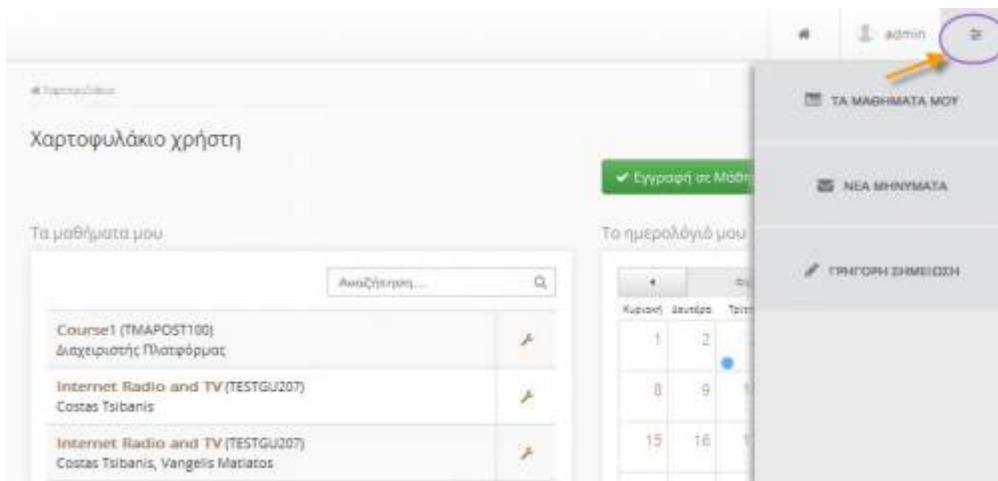 admin
Χαρτοφυλάκιο
ΤΑ ΜΑΘΗΜΑΤΑ ΜΟΥ
Χαρτοφυλάκιο χρήστη
Εγγραφή σε Μάθη
ΝΕΑ ΜΗΝΥΜΑΤΑ
Τα μαθήματα μου
Το ημερολόγιό μου
ΓΡΗΓΟΡΗ ΣΗΜΕΙΩΣΗ
Αναζήτηση...
Κυριακή Δευτέρα Τρίτη
Course1 (TMAPOST100)
Διαχειριστής Πλατφόρμας
1 2
Internet Radio and TV (TESTGU207)
Costas Tsibanis
8 9
Internet Radio and TV (TESTGU207)
Costas Tsibanis, Vangelis Matiatos
15 16